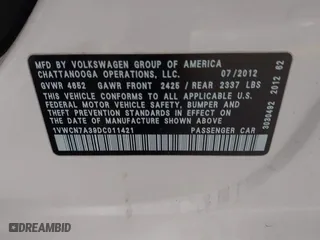 MFD BY VOLKSWAGEN GROUP OF AMERICA
CHATTANOOGA OPERATIONS, LLC. 07/2012
GVWR 4652 GAWR FRONT 2425 / REAR 2337 LBS
THIS VEHICLE CONFORMS TO ALL APPLICABLE U.S.
FEDERAL MOTOR VEHICLE SAFETY, BUMPER AND
THEFT PREVENTION STANDARDS IN EFFECT ON THE
DATE OF MANUFACTURE SHOWN ABOVE.
1VWCN7A39DC011421 PASSENGER CAR
3030492 2012 62
DREAMBID